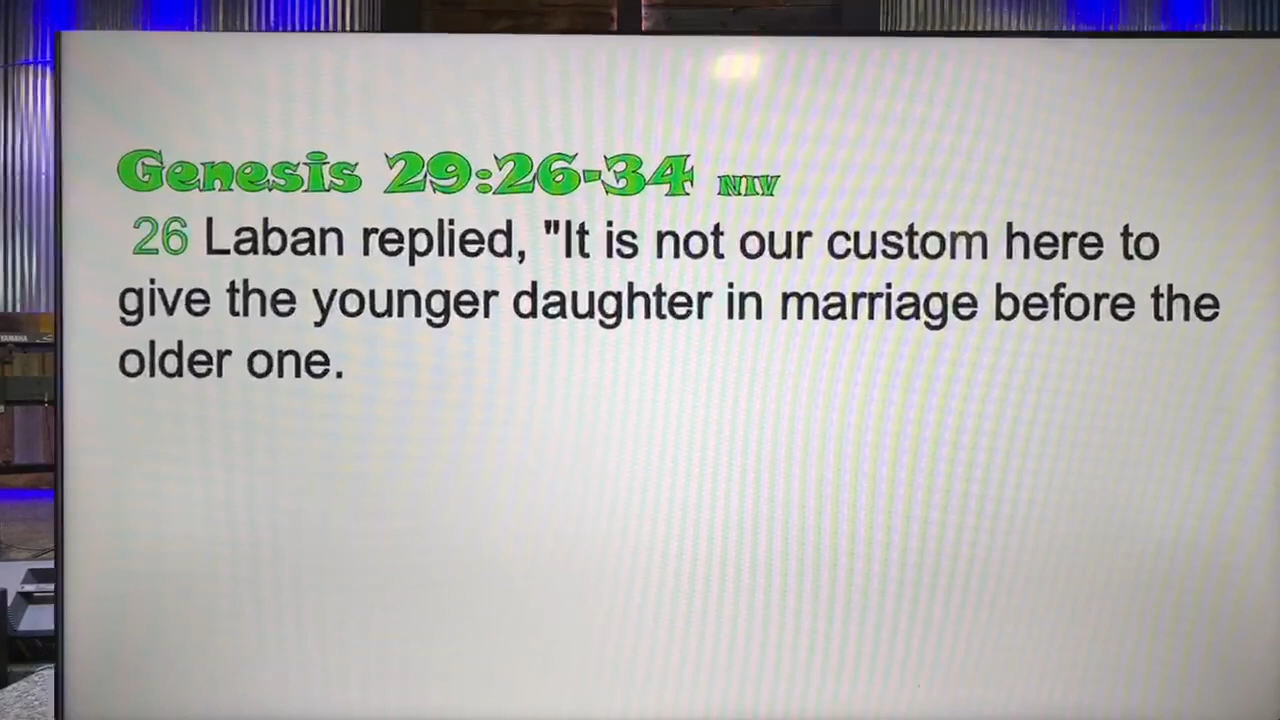 Genesis 29:26-34 NIV
26 Laban replied, "It is not our custom here to
give the younger daughter in marriage before the
older one.
YAMAHA